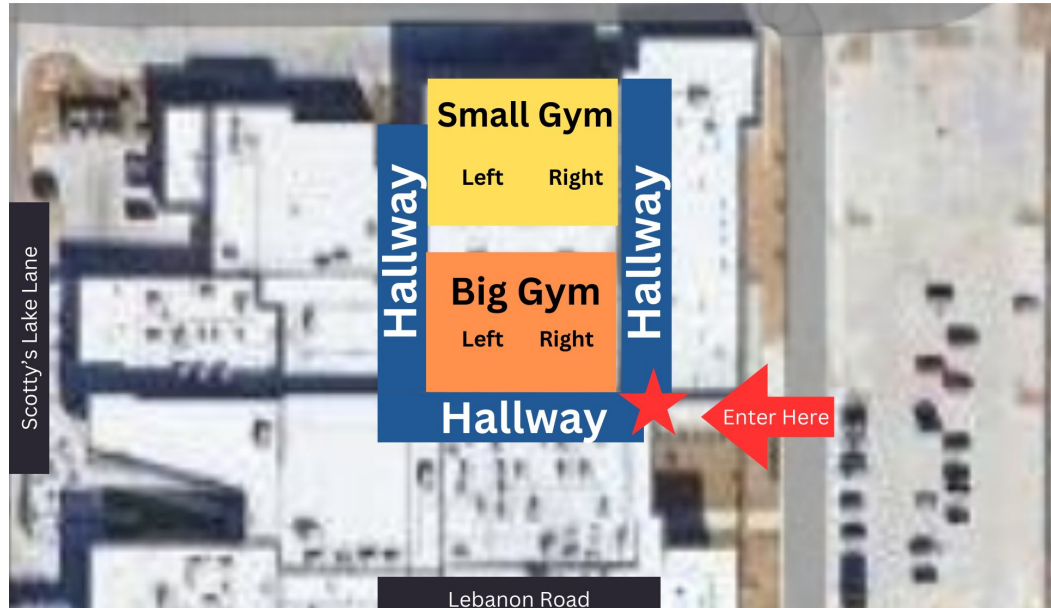 Small Gym
Left Right
Hallway
Hallway
Scotty's Lake Lane
Big Gym
Left Right
Hallway
Enter Here
Lebanon Road